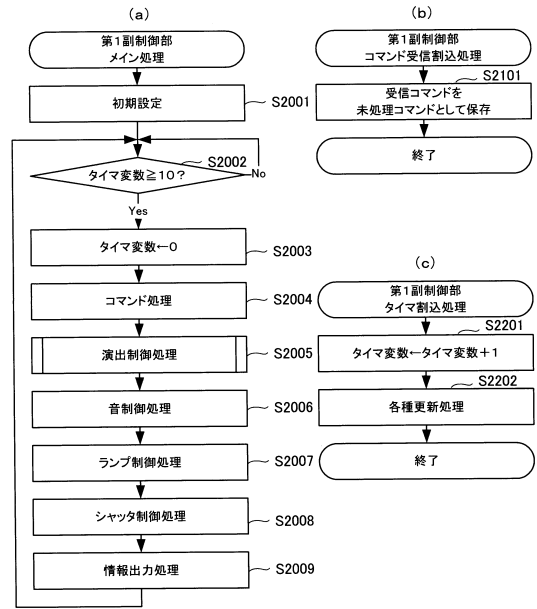 (a)
第1副制御部
メイン処理
初期設定
S2001
S2002
タイマ変数≧10？
No
Yes
タイマ変数←0
S2003
コマンド処理
S2004
演出制御処理
S2005
音制御処理
S2006
ランプ制御処理
S2007
シャッタ制御処理
S2008
情報出力処理
S2009
(b)
第1副制御部
コマンド受信割込処理
S2101
受信コマンドを
未処理コマンドとして保存
終了
(c)
第1副制御部
タイマ割込処理
S2201
タイマ変数←タイマ変数＋1
S2202
各種更新処理
終了